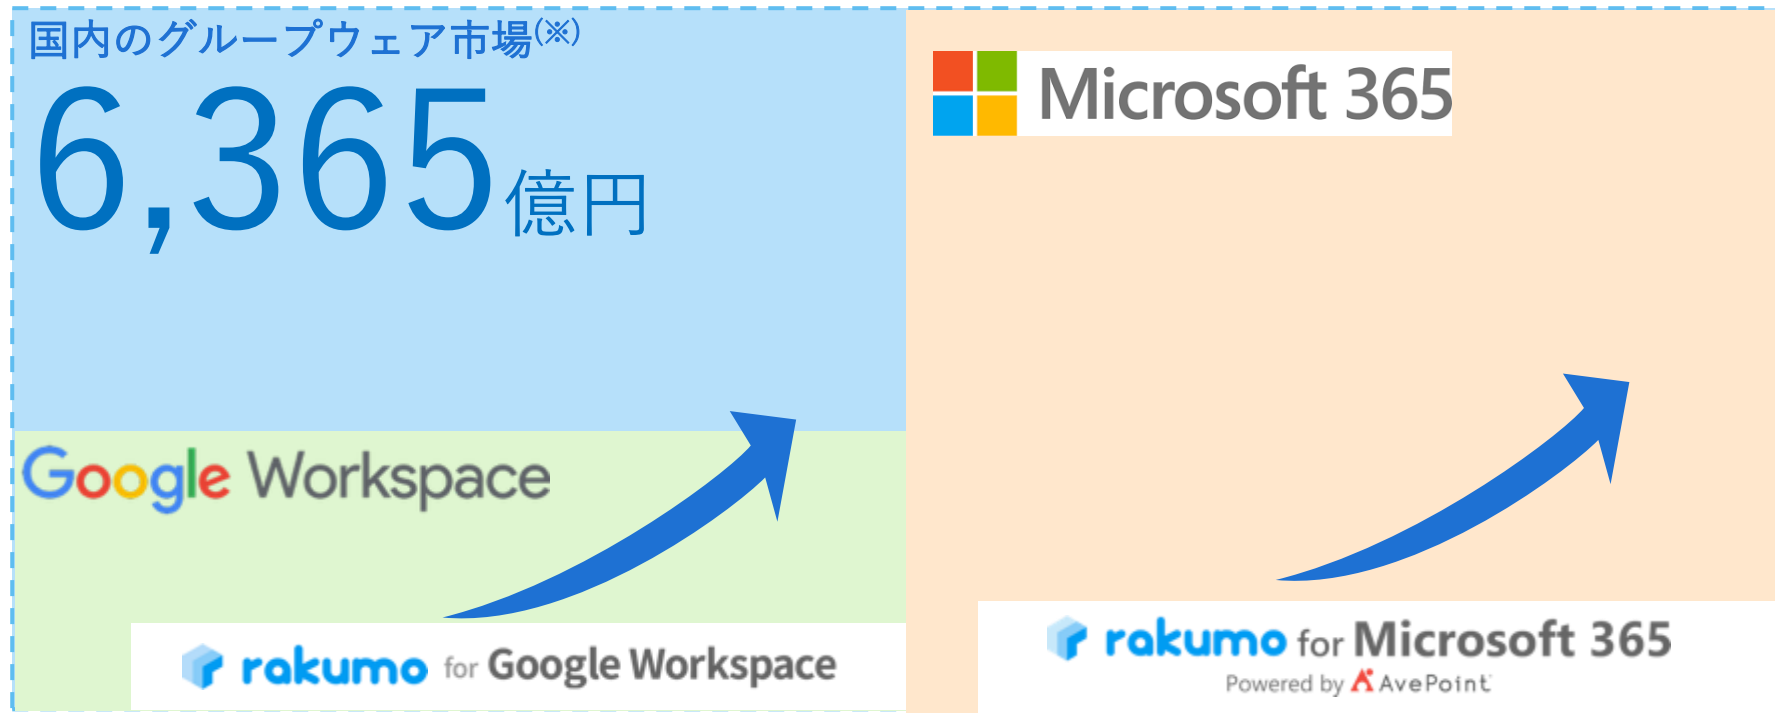 国内のグループウェア市場(※)
6,365億円
Microsoft 365
Google Workspace
rakumo for Google Workspace
rakumo for Microsoft 365
Powered by AvePoint